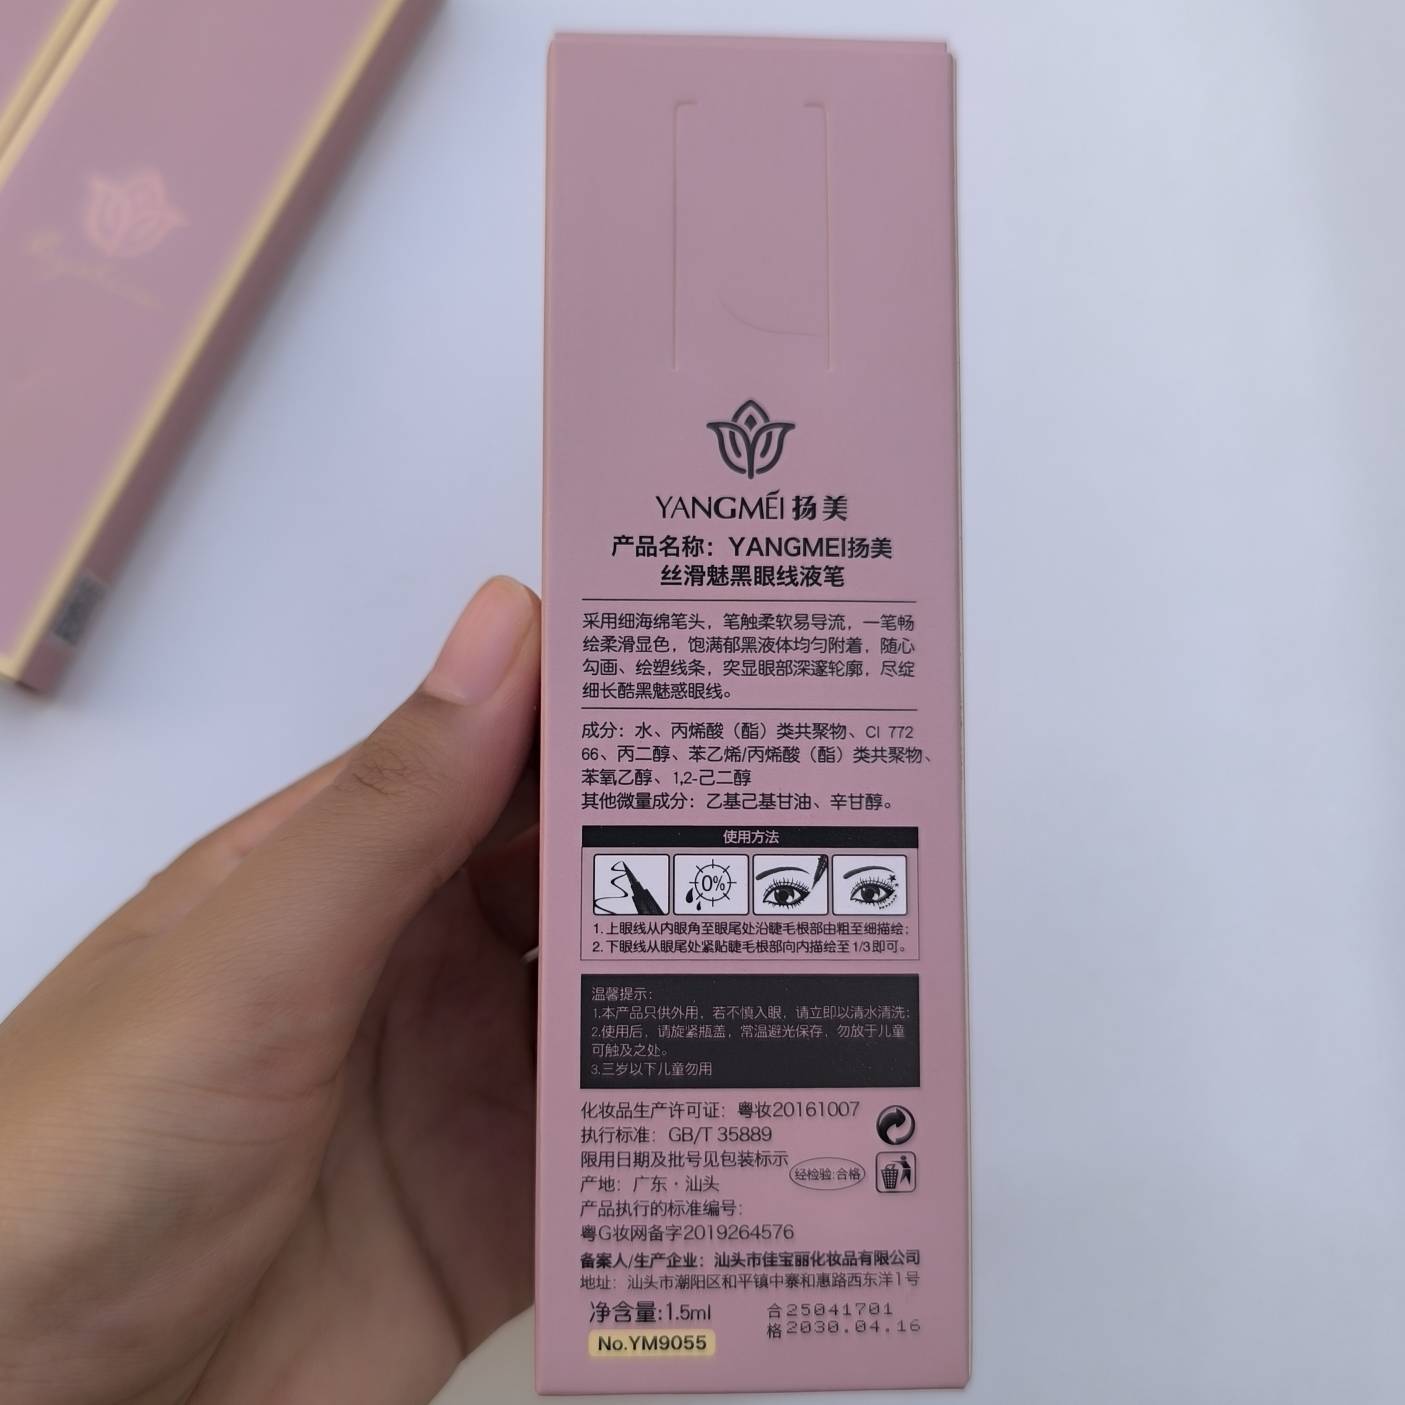 YANGMÉI 扬美
产品名称：YANGMEI扬美
丝滑魅黑眼线液笔
采用细海绵笔头，笔触柔软易导流，一笔畅
绘柔滑显色，饱满郁黑液体均匀附着，随心
勾画、绘塑线条，突显眼部深邃轮廓，尽绽
细长酷黑魅惑眼线。
成分：水、丙烯酸（酯）类共聚物、CI 772
66、丙二醇、苯乙烯/丙烯酸（酯）类共聚物、
苯氧乙醇、1,2-己二醇
其他微量成分：乙基己基甘油、辛甘醇。
使用方法
0%
1.上眼线从内眼角至眼尾处沿睫毛根部由粗至细描绘；
2.下眼线从眼尾处紧贴睫毛根部向内描绘至1/3即可。
温馨提示：
1.本产品只供外用，若不慎入眼，请立即以清水清洗；
2.使用后，请旋紧瓶盖，常温避光保存，勿放于儿童
可触及之处。
3.三岁以下儿童勿用
化妆品生产许可证：粤妆20161007
执行标准：GB/T 35889
限用日期及批号见包装标示
经检验:合格
产地：广东·汕头
产品执行的标准编号：
粤G妆网备字2019264576
备案人/生产企业：汕头市佳宝丽化妆品有限公司
地址：汕头市潮阳区和平镇中寨和惠路西东洋1号
净含量:1.5ml
合25041701
格2030.04.16
No.YM9055